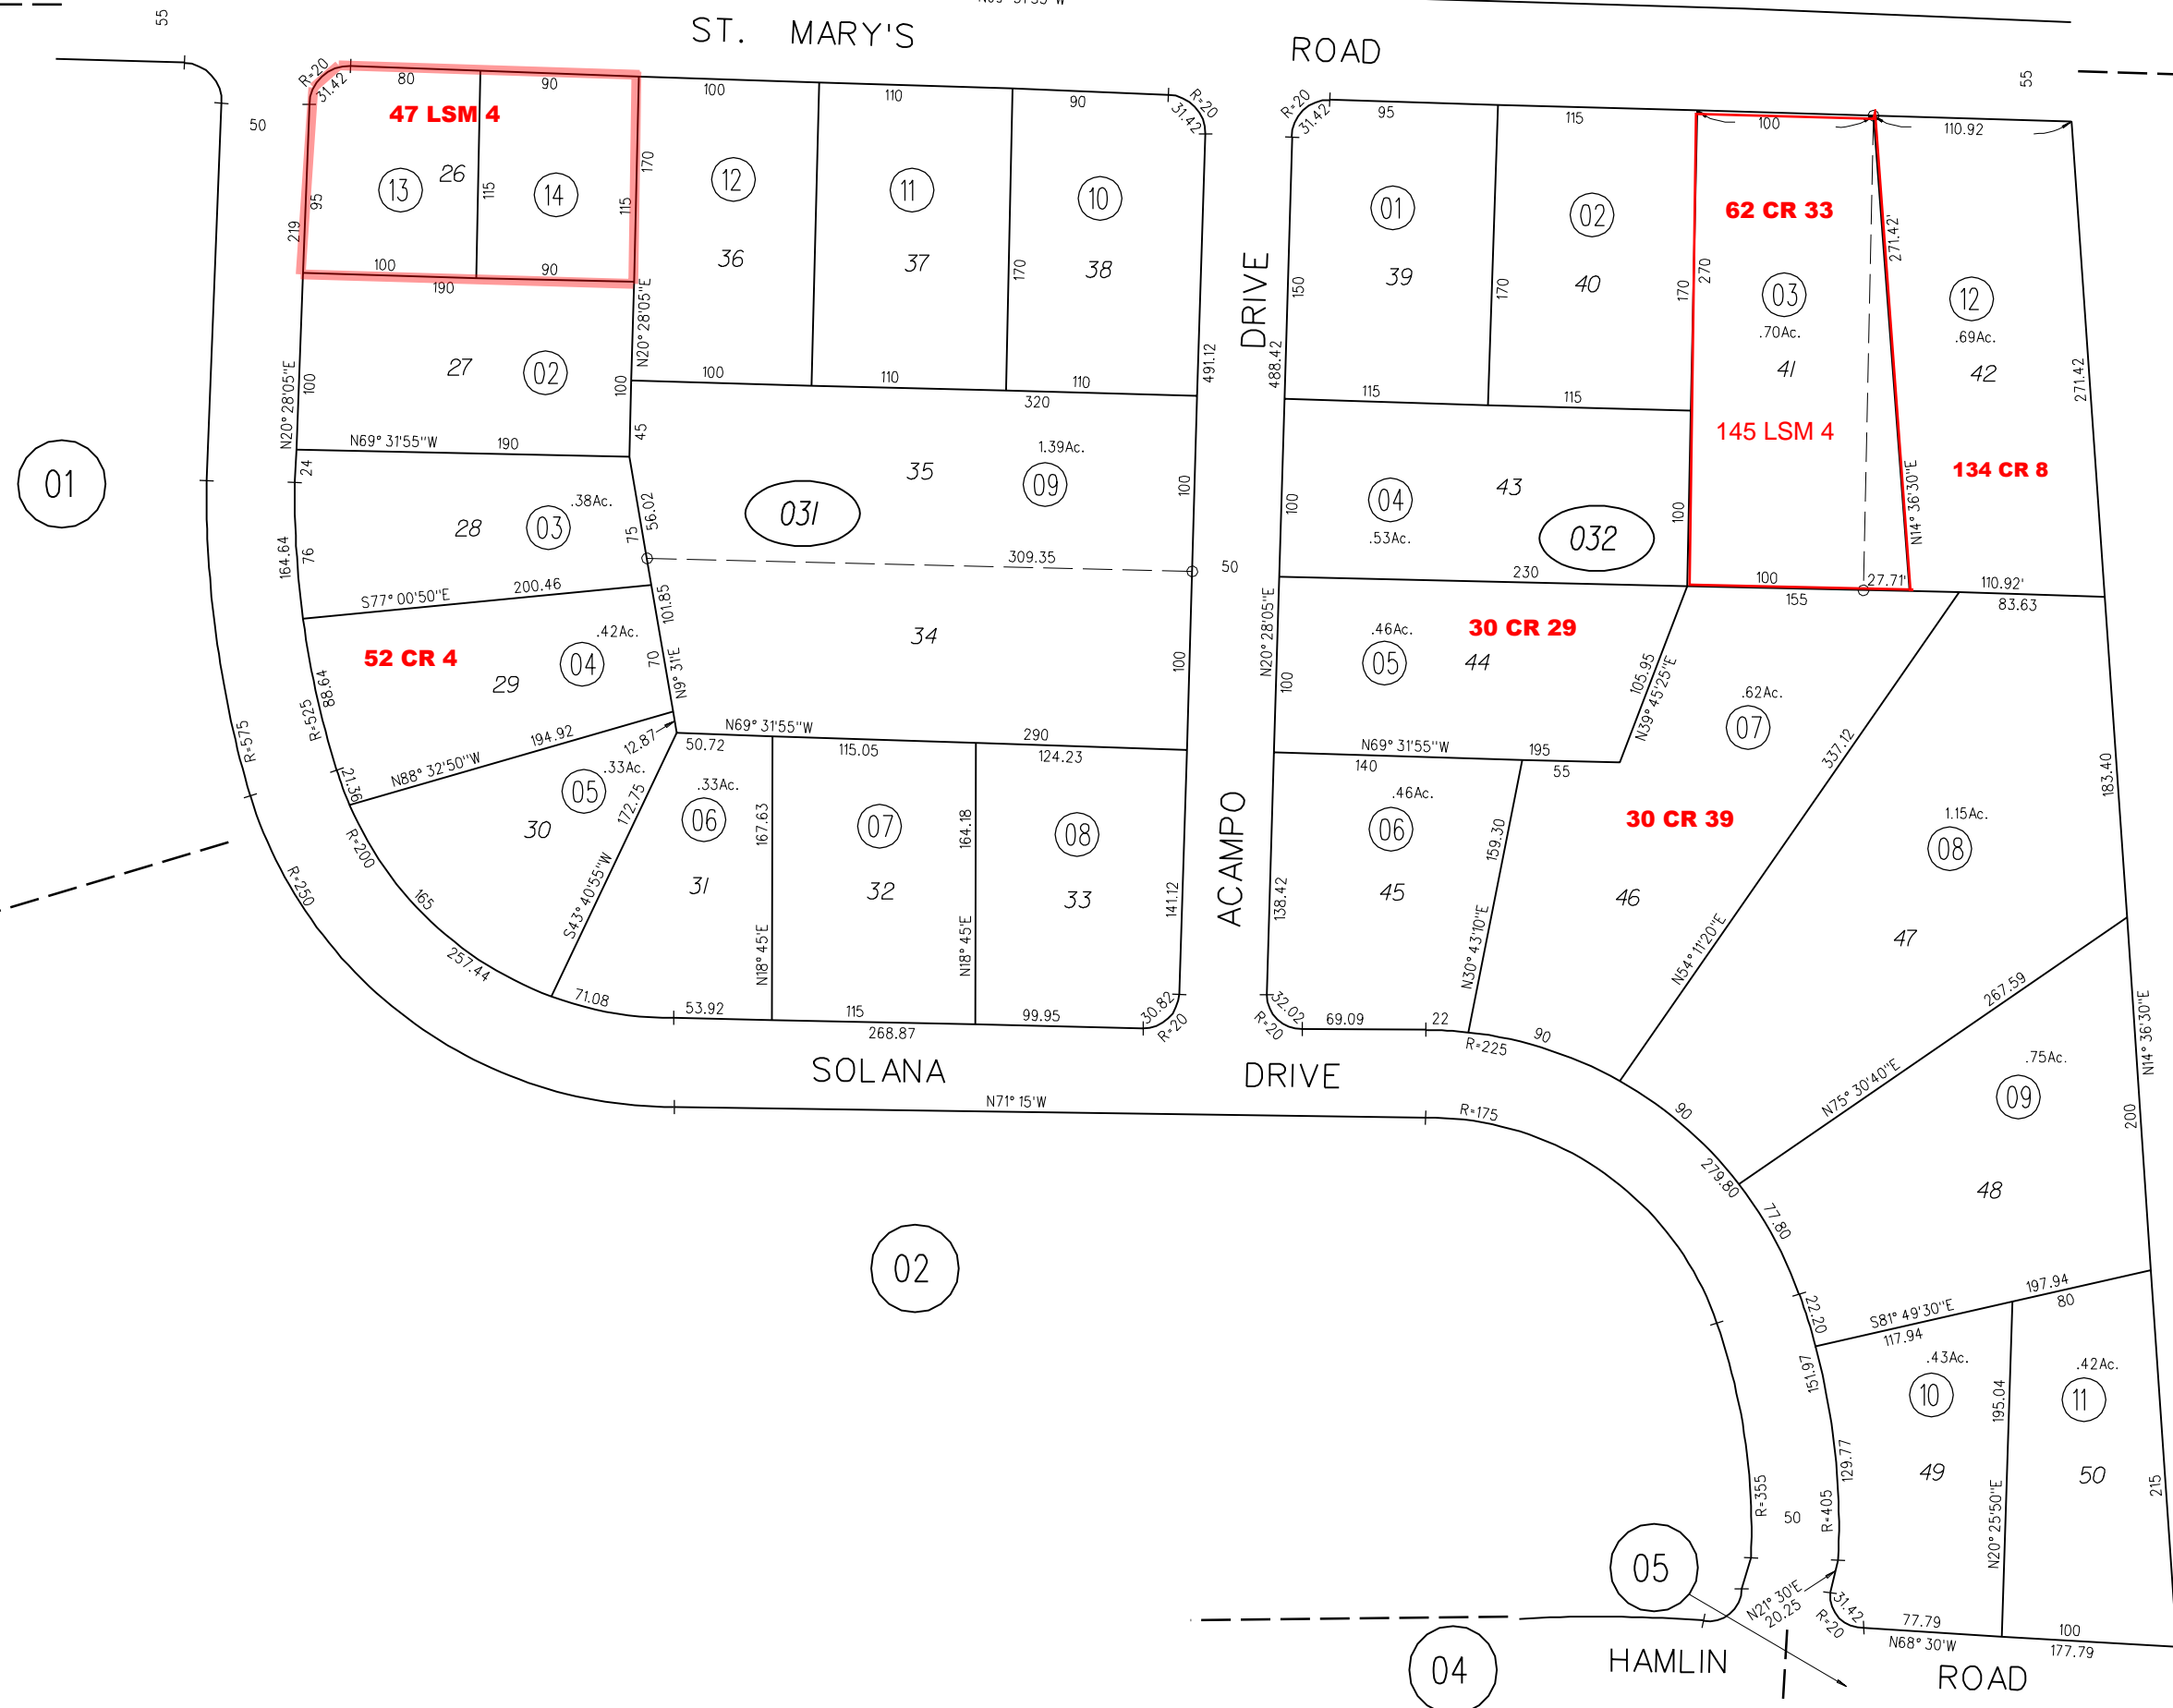 ST. MARY'S ROAD
55
55
50
R=20
31.42
80
90
100
110
90
R=20
31.42
47 LSM 4
13
26
115
14
115
170
95
219
100
90
190
12
36
11
37
170
10
38
N20° 28'05"E
100
27
02
100
N20° 28'05"E
100
110
110
320
491.12
N69° 31'55"W
190
45
24
.38Ac.
28
03
75
56.02
164.64
76
S77° 00'50"E
200.46
101.85
031
35
1.39Ac.
09
100
309.35
50
34
100
.42Ac.
52 CR 4
04
29
70
N9° 31'E
88.64
R=525
R=575
194.92
N88° 32'50"W
12.87
21.36
R=200
R=250
.33Ac.
05
30
172.75
S43° 40'55"W
165
257.44
71.08
N69° 31'55"W
290
50.72
115.05
124.23
.33Ac.
06
31
167.63
N18° 45'E
07
32
164.18
N18° 45'E
08
33
141.12
53.92
115
99.95
30.82
R=20
268.87
SOLANA DRIVE
N71° 15'W
ACAMPO DRIVE
R=20
31.42
95
115
100
110.92
01
39
150
170
02
40
170
270
62 CR 33
03
.70Ac.
41
145 LSM 4
271.42'
12
.69Ac.
42
271.42
134 CR 8
N14° 36'30"E
488.42
115
115
100
04
.53Ac.
43
032
100
230
100
27.71'
155
110.92'
83.63
N20° 28'05"E
100
.46Ac.
30 CR 29
05
44
105.95
N39° 45'25"E
.62Ac.
07
337.12
N69° 31'55"W
195
140
55
.46Ac.
06
45
159.30
N30° 43'10"E
138.42
30 CR 39
46
N54° 11'20"E
183.40
1.15Ac.
08
47
267.59
N75° 30'40"E
32.02
R=20
69.09
22
R=225
90
90
R=175
279.80
77.80
.75Ac.
09
48
N14° 36'30"E
200
197.94
S81° 49'30"E
80
117.94
22.20
151.97
.43Ac.
10
49
195.04
N20° 25'50"E
.42Ac.
11
50
215
129.77
R=355
R=405
50
N21° 30'E
20.25
31.42
R=20
77.79
100
N68° 30'W
177.79
HAMLIN ROAD
01
02
04
05